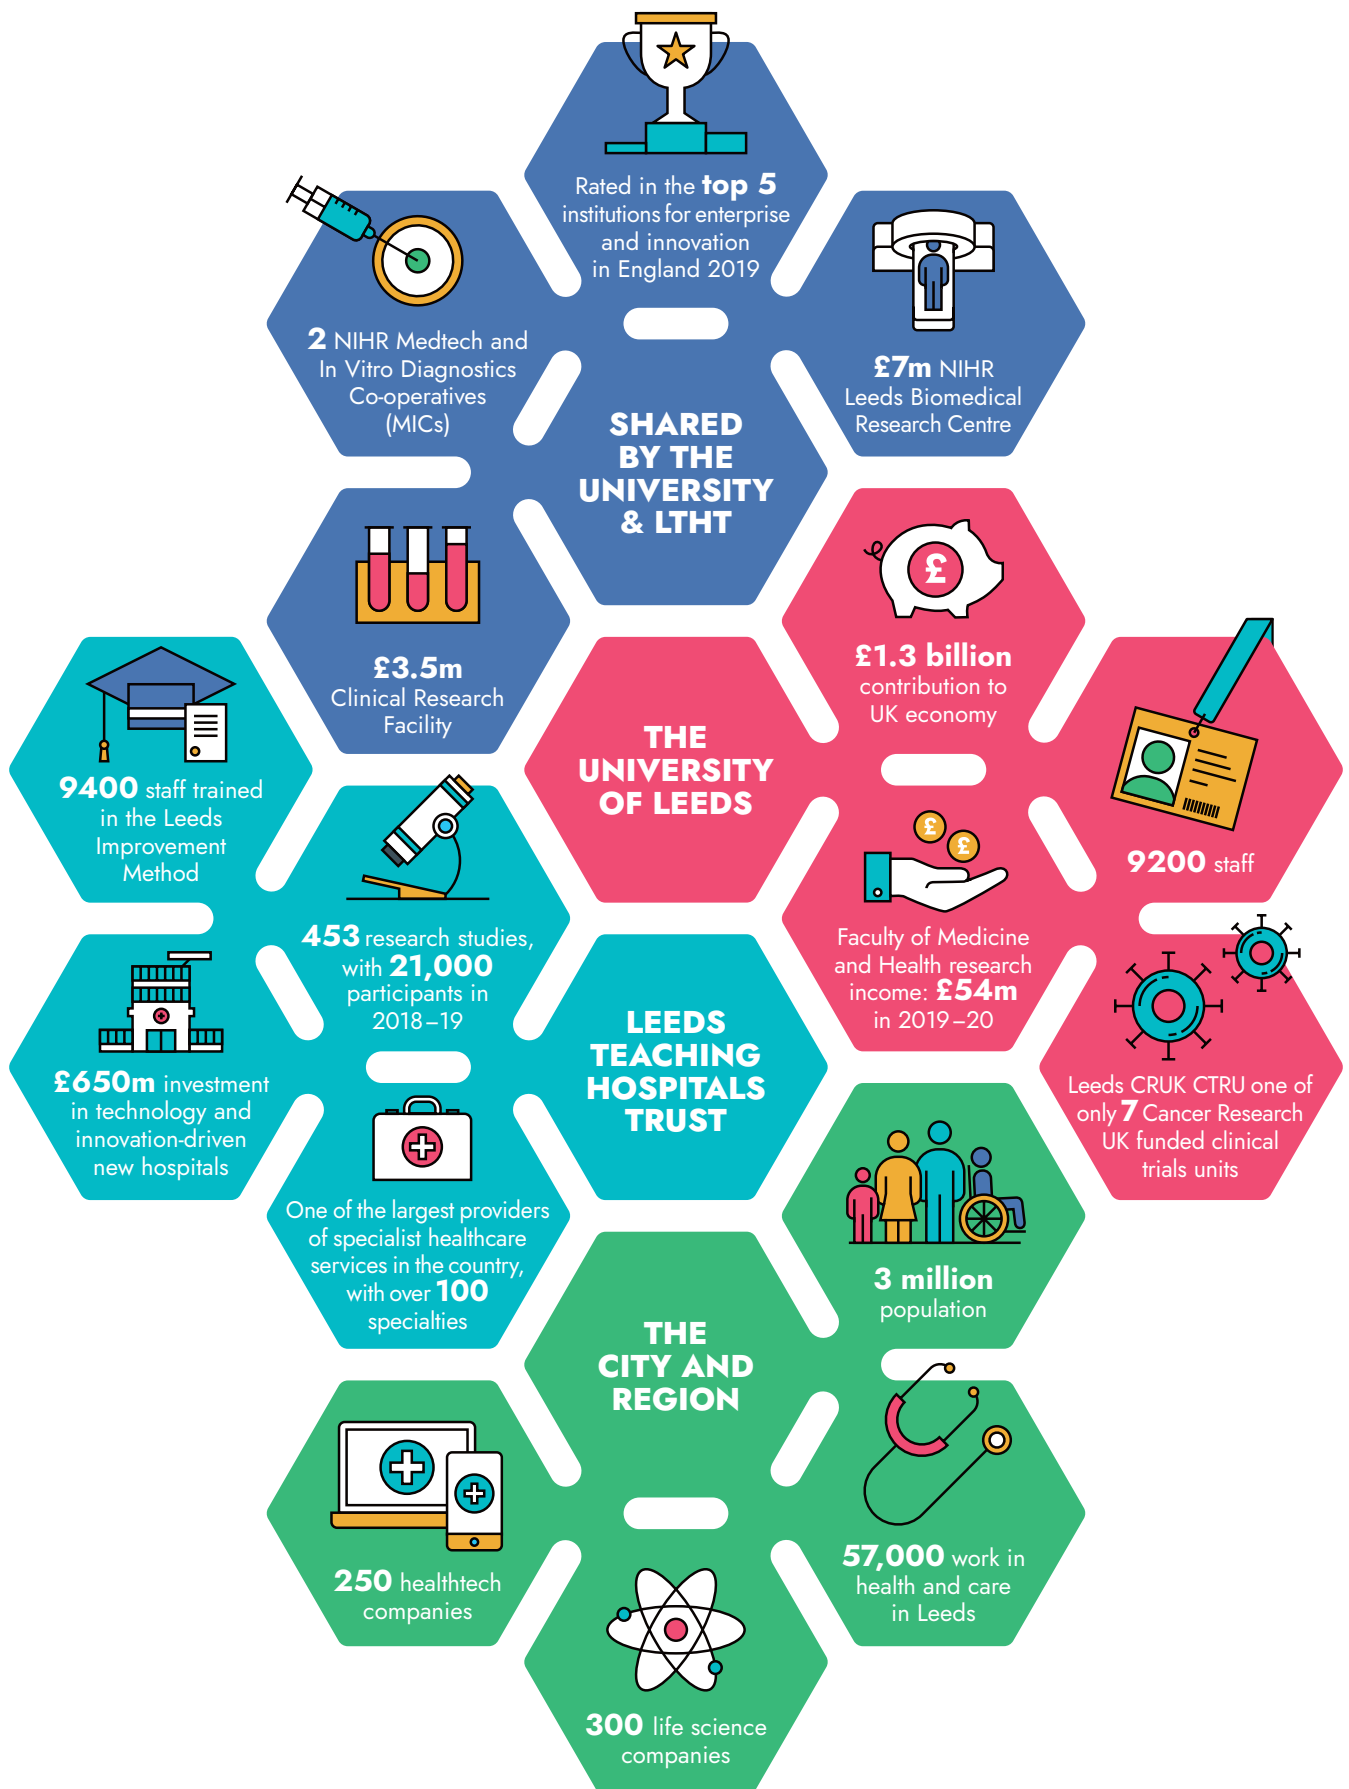 Rated in the top 5
institutions for enterprise
and innovation
in England 2019
2 NIHR Medtech and
In Vitro Diagnostics
Co-operatives
(MICs)
£7m NIHR
Leeds Biomedical
Research Centre
SHARED
BY THE
UNIVERSITY
& LTHT
£3.5m
Clinical Research
Facility
£
£1.3 billion
contribution to
UK economy
THE
UNIVERSITY
OF LEEDS
9400 staff trained
in the Leeds
Improvement
Method
9200 staff
453 research studies,
with 21,000
participants in
2018–19
£
£
Faculty of Medicine
and Health research
income: £54m
in 2019–20
LEEDS
TEACHING
HOSPITALS
TRUST
£650m investment
in technology and
innovation-driven
new hospitals
Leeds CRUK CTRU one of
only 7 Cancer Research
UK funded clinical
trials units
One of the largest providers
of specialist healthcare
services in the country,
with over 100
specialties
3 million
population
THE
CITY AND
REGION
250 healthtech
companies
57,000 work in
health and care
in Leeds
300 life science
companies